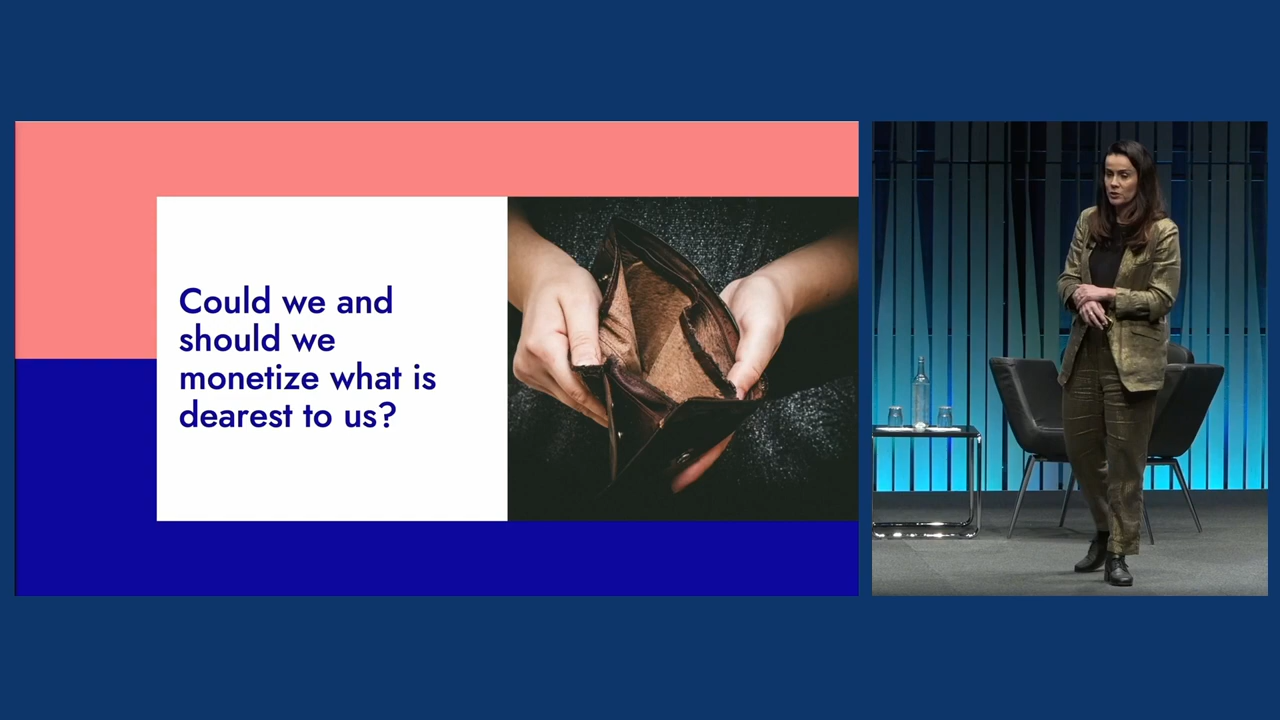 Could we and
should we
monetize what is
dearest to us?